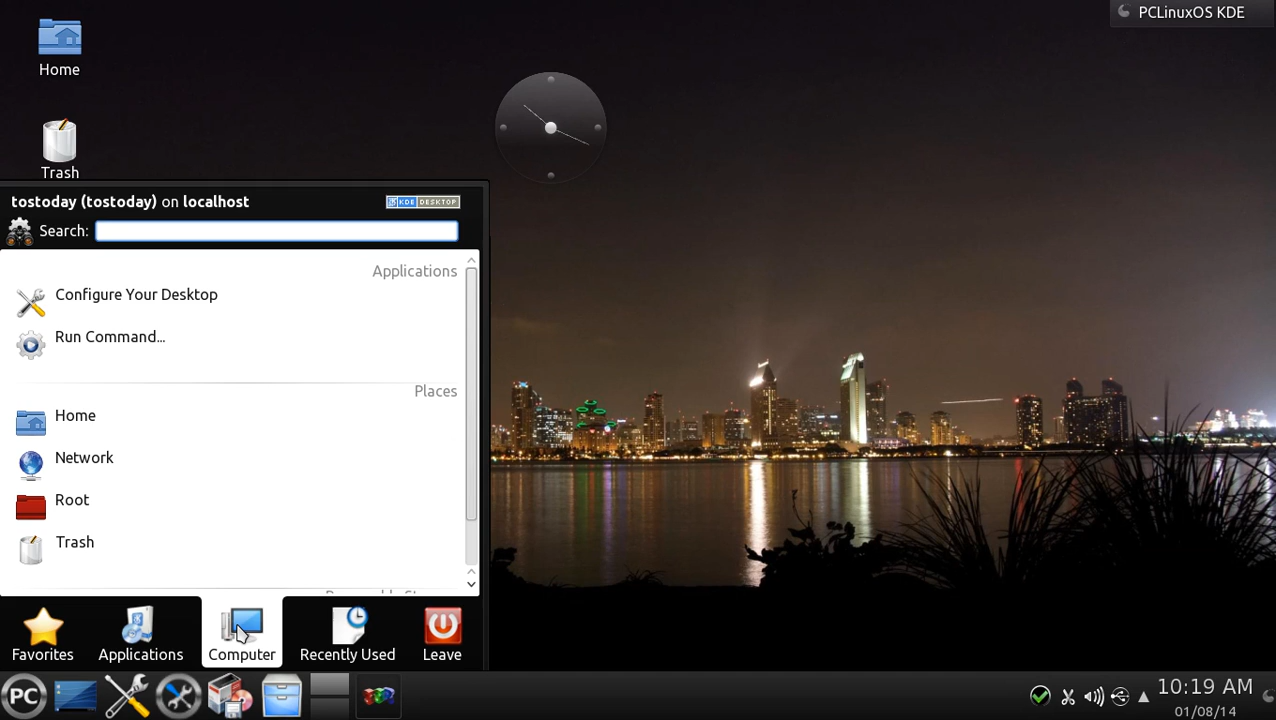 PCLinuxOS KDE
Home
Trash
tostoday (tostoday) on localhost
KDE DESKTOP
Search:
Applications
Configure Your Desktop
Run Command...
Places
Home
Network
Root
Trash
Favorites
Applications
Computer
Recently Used
Leave
PC
10:19 AM
01/08/14